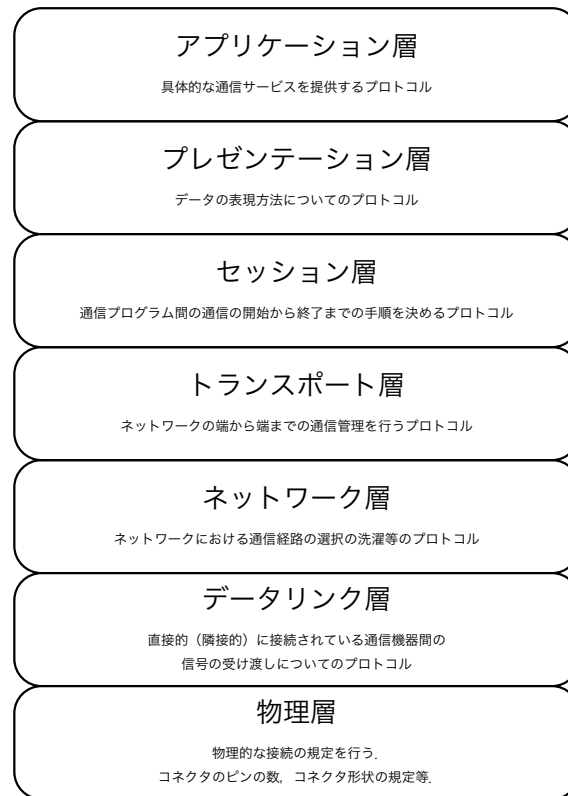 アプリケーション層
具体的な通信サービスを提供するプロトコル
プレゼンテーション層
データの表現方法についてのプロトコル
セッション層
通信プログラム間の通信の開始から終了までの手順を決めるプロトコル
トランスポート層
ネットワークの端から端までの通信管理を行うプロトコル
ネットワーク層
ネットワークにおける通信経路の選択の洗濯等のプロトコル
データリンク層
直接的（隣接的）に接続されている通信機器間の
信号の受け渡しについてのプロトコル
物理層
物理的な接続の規定を行う．
コネクタのピンの数，コネクタ形状の規定等．